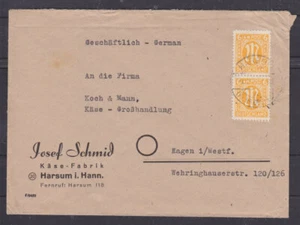 Geschäftlich - German
An die Firma
Koch & Mann,
Käse - Großhandlung
Hagen i/Westf.
Wehringhauserstr. 120/126
Josef Schmid
Käse-Fabrik
Harsum i. Hann.
Fernruf: Harsum 118